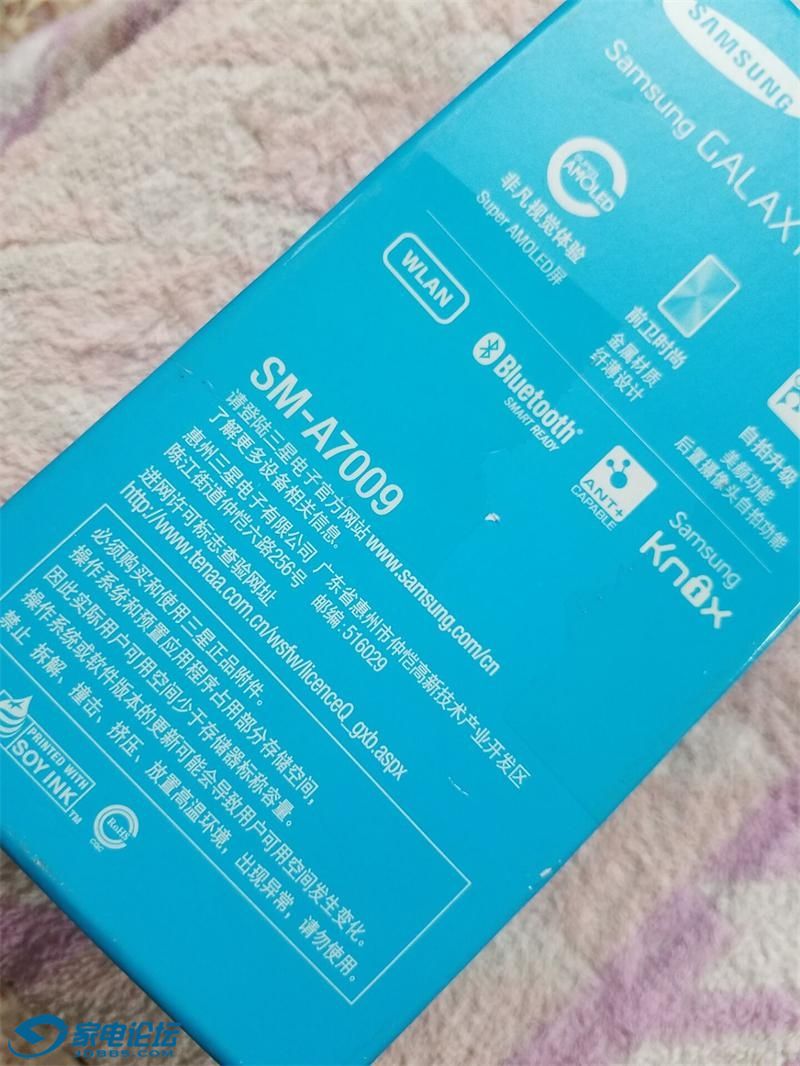 SAMSUNG
Samsung GALAXY
SUPER AMOLED
非凡视觉体验
Super AMOLED屏
前卫时尚
金属材质
纤薄设计
自拍升级
美颜功能
后置摄像头自拍功能
WLAN
Bluetooth®
SMART READY
ANT+
CAPABLE
Samsung
Knox
SM-A7009
请登陆三星电子官方网站www.samsung.com/cn
了解更多设备相关信息。
惠州三星电子有限公司 广东省惠州市仲恺高新技术产业开发区
陈江街道仲恺六路256号 邮编:516029
进网许可标志查验网址
http://www.tenaa.com.cn/wsfw/licenceQ_gxb.aspx
必须购买和使用三星正品附件。
操作系统和预置应用程序占用部分存储空间,
因此实际用户可用空间少于存储器标称容量。
操作系统或软件版本的更新可能会导致用户可用空间发生变化。
禁止 拆解、撞击、挤压、放置高温环境,出现异常,请勿使用。
PRINTED WITH
SOY INK™
RoHS
CQC
家电论坛
JDBBS.COM